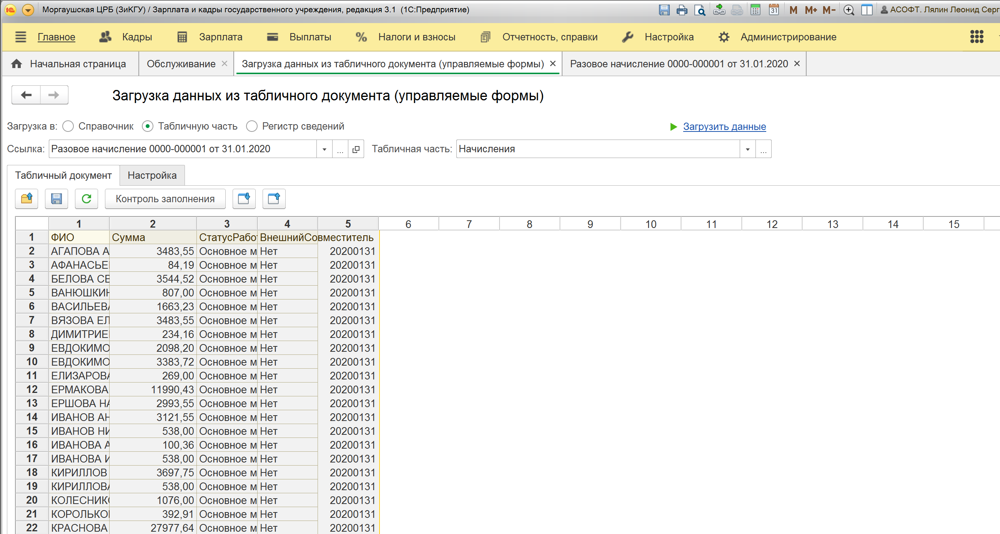 Моргаушская ЦРБ (ЗиКГУ) / Зарплата и кадры государственного учреждения, редакция 3.1 (1С:Предприятие) M M+ M- АСОФТ. Лялин Леонид Серг
Главное Кадры Зарплата Выплаты Налоги и взносы Отчетность, справки Настройка Администрирование
Начальная страница Обслуживание × Загрузка данных из табличного документа (управляемые формы) × Разовое начисление 0000-000001 от 31.01.2020 ×
Загрузка данных из табличного документа (управляемые формы)
Загрузка в: Справочник Табличную часть Регистр сведений Загрузить данные
Ссылка: Разовое начисление 0000-000001 от 31.01.2020 ... Табличная часть: Начисления ...
Табличный документ Настройка
Контроль заполнения
1 2 3 4 5 6 7 8 9 10 11 12 13 14 15
1 ФИО Сумма СтатусРабо ВнешнийСовместитель
2 АГАПОВА А 3483,55 Основное м Нет 20200131
3 АФАНАСЬЕ 84,19 Основное м Нет 20200131
4 БЕЛОВА СВ 3544,52 Основное м Нет 20200131
5 ВАНЮШКИН 807,00 Основное м Нет 20200131
6 ВАСИЛЬЕВА 1663,23 Основное м Нет 20200131
7 ВЯЗОВА ЕЛ 3483,55 Основное м Нет 20200131
8 ДИМИТРИЕ 234,16 Основное м Нет 20200131
9 ЕВДОКИМО 2098,20 Основное м Нет 20200131
10 ЕВДОКИМО 3383,72 Основное м Нет 20200131
11 ЕЛИЗАРОВА 269,00 Основное м Нет 20200131
12 ЕРМАКОВА 11990,43 Основное м Нет 20200131
13 ЕРШОВА НА 2993,55 Основное м Нет 20200131
14 ИВАНОВ АН 3121,55 Основное м Нет 20200131
15 ИВАНОВ НИ 538,00 Основное м Нет 20200131
16 ИВАНОВА А 100,36 Основное м Нет 20200131
17 ИВАНОВА И 538,00 Основное м Нет 20200131
18 КИРИЛЛОВ 3697,75 Основное м Нет 20200131
19 КИРИЛЛОВА 538,00 Основное м Нет 20200131
20 КОЛЕСНИКО 1076,00 Основное м Нет 20200131
21 КОРОЛЬКО 392,91 Основное м Нет 20200131
22 КРАСНОВА 27977,64 Основное м Нет 20200131